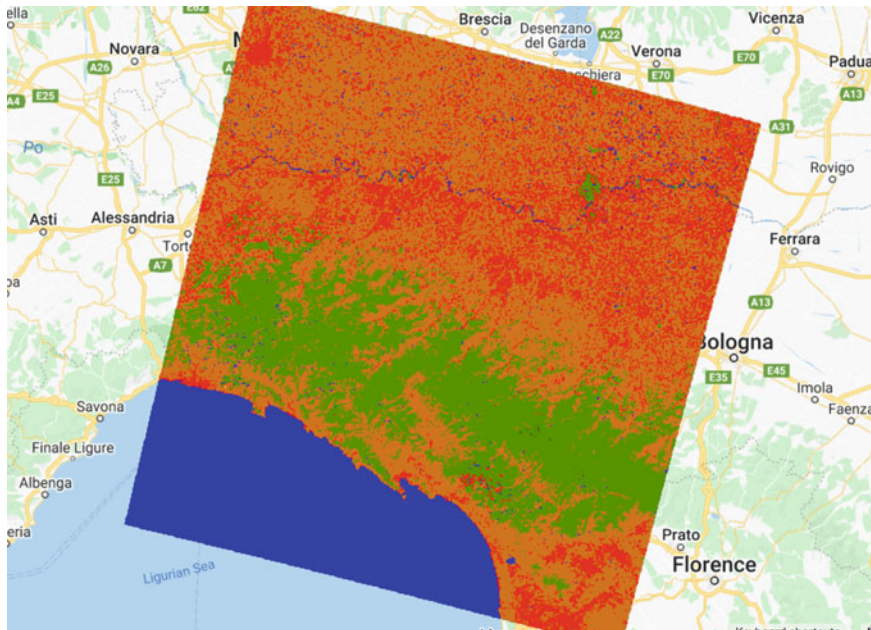 E62
Brescia
Desenzano
del Garda
A22
Vicenza
E70
Novara
A26
E25
A4
Verona
E70
Padua
A13
A31
Po
E25
Rovigo
Asti
Alessandria
Ferrara
A7
A13
Bologna
E35
E45
Imola
Faenza
Savona
Finale Ligure
Albenga
Prato
Florence
Ligurian Sea